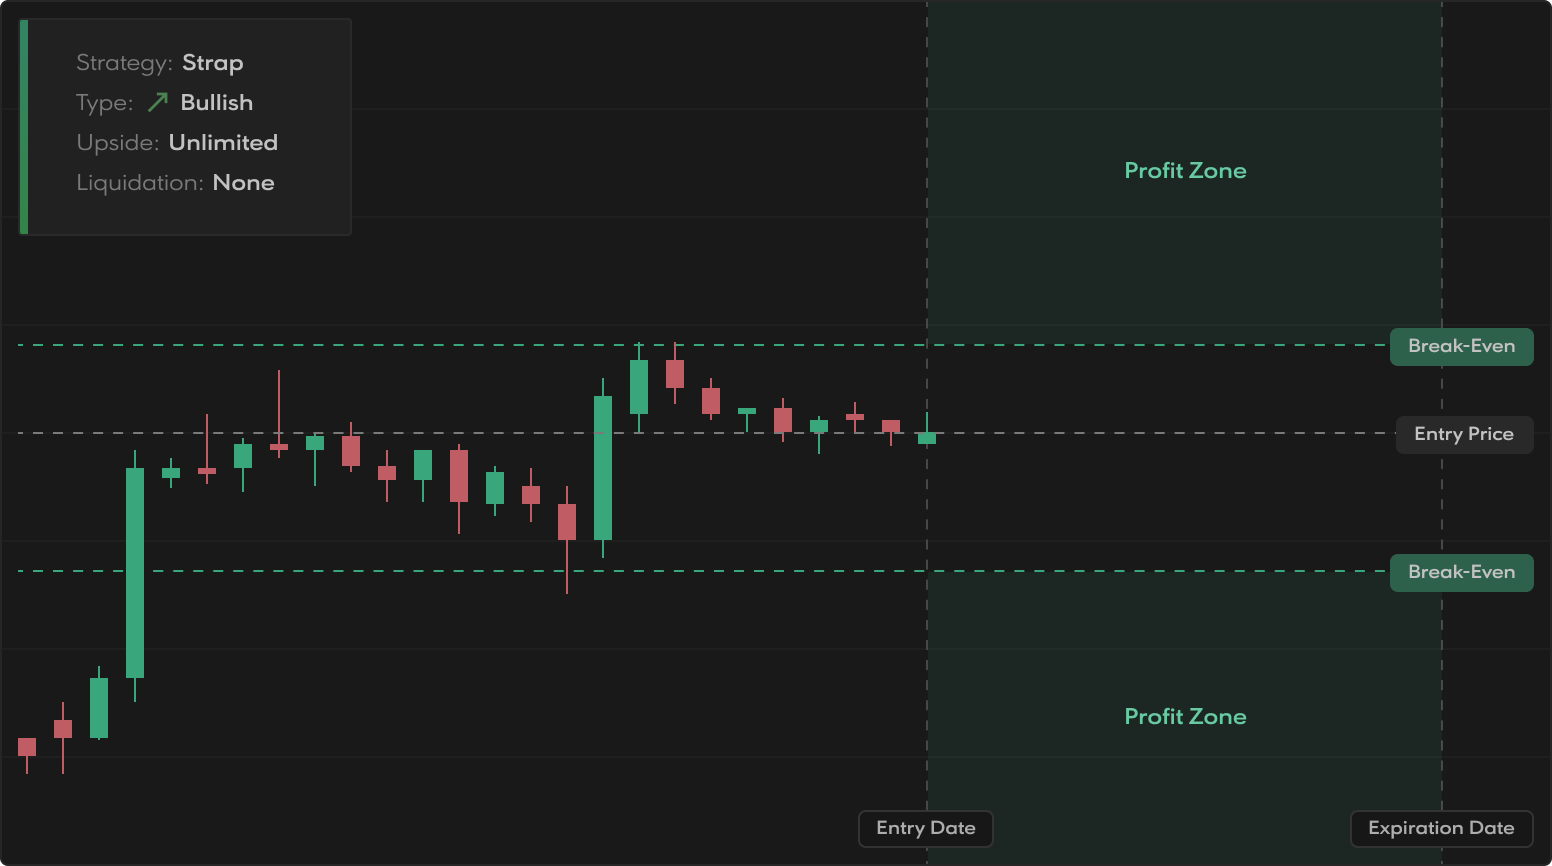 Strategy: Strap
Type: Bullish
Upside: Unlimited
Liquidation: None
Profit Zone
Break-Even
Entry Price
Break-Even
Profit Zone
Entry Date
Expiration Date